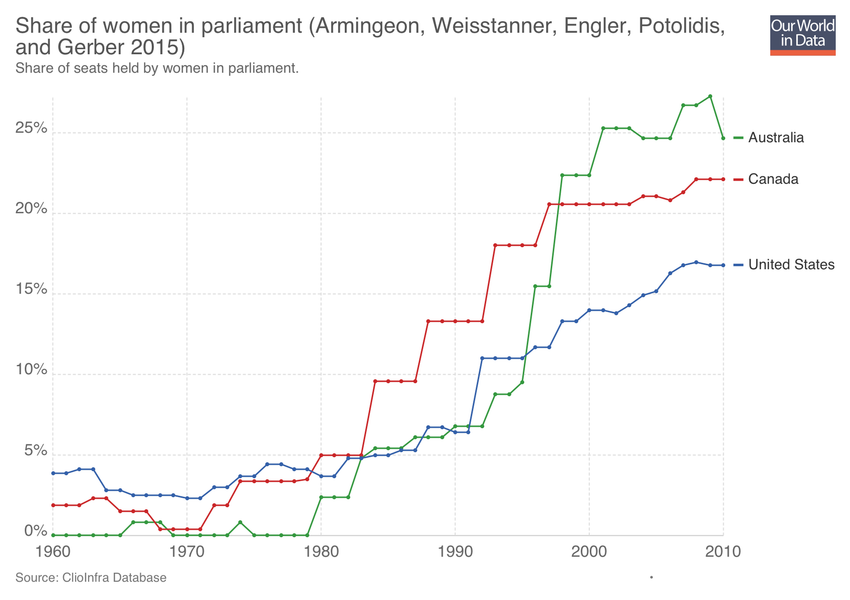 Share of women in parliament (Armingeon, Weisstanner, Engler, Potolidis,
and Gerber 2015)
Share of seats held by women in parliament.
Our World
in Data
25%
20%
15%
10%
5%
0%
Australia
Canada
United States
1960 1970 1980 1990 2000 2010
Source: ClioInfra Database